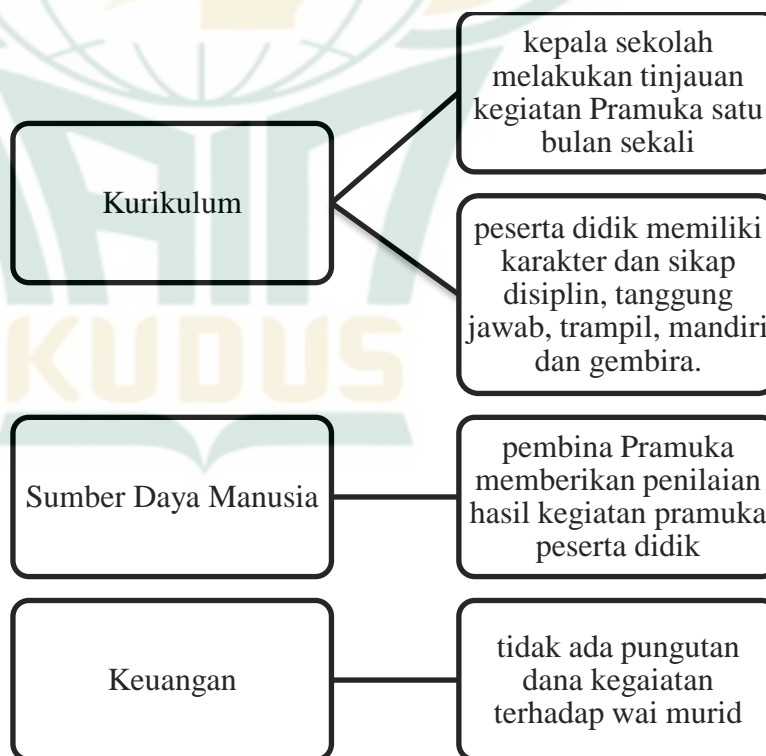 Kurikulum
kepala sekolah
melakukan tinjauan
kegiatan Pramuka satu
bulan sekali
peserta didik memiliki
karakter dan sikap
disiplin, tanggung
jawab, trampil, mandiri
dan gembira.
Sumber Daya Manusia
pembina Pramuka
memberikan penilaian
hasil kegiatan pramuka
peserta didik
Keuangan
tidak ada pungutan
dana kegaiatan
terhadap wai murid
IAIN
KUDUS